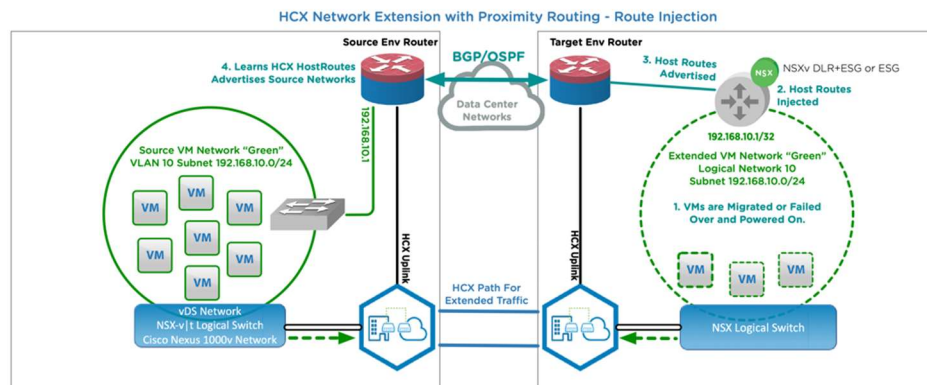 HCX Network Extension with Proximity Routing - Route Injection
Source Env Router
BGP/OSPF
Target Env Router
4. Learns HCX HostRoutes
Advertises Source Networks
Data Center
Networks
3. Host Routes
Advertised
NSX
NSXv DLR+ESG or ESG
2. Host Routes
Injected
192.168.10.1
192.168.10.1/32
Source VM Network "Green"
VLAN 10 Subnet 192.168.10.0/24
Extended VM Network "Green"
Logical Network 10
Subnet 192.168.10.0/24
1. VMs are Migrated or Failed
Over and Powered On.
VM
VM
VM
VM
VM
VM
VM
VM
VM
VM
HCX Uplink
HCX Uplink
HCX Path For
Extended Traffic
vDS Network
NSX-v|t Logical Switch
Cisco Nexus 1000v Network
NSX Logical Switch